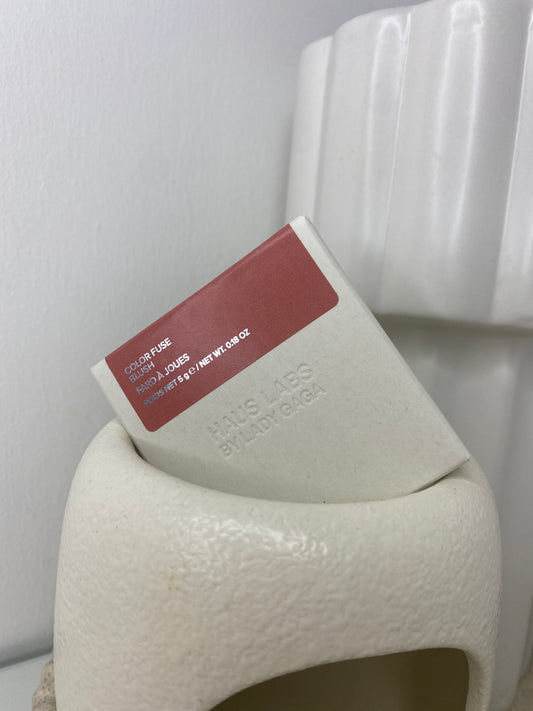 COLOR FUSE
BLUSH
FARD À JOUES
POIDS NET 5 g ℮ / NET WT. 0.18 OZ
HAUS LABS
BY LADY GAGA